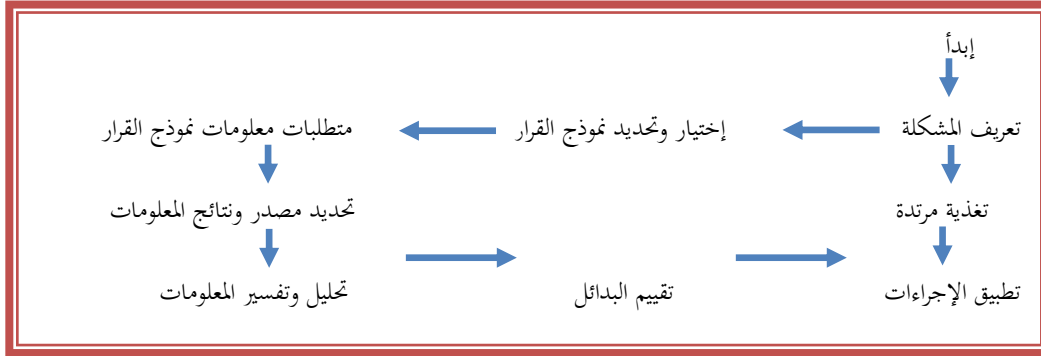 إبدأ
تعريف المشكلة إختيار وتحديد نموذج القرار متطلبات معلومات نموذج القرار
تغذية مرتدة تحديد مصدر ونتائج المعلومات
تطبيق الإجراءات تقييم البدائل تحليل وتفسير المعلومات